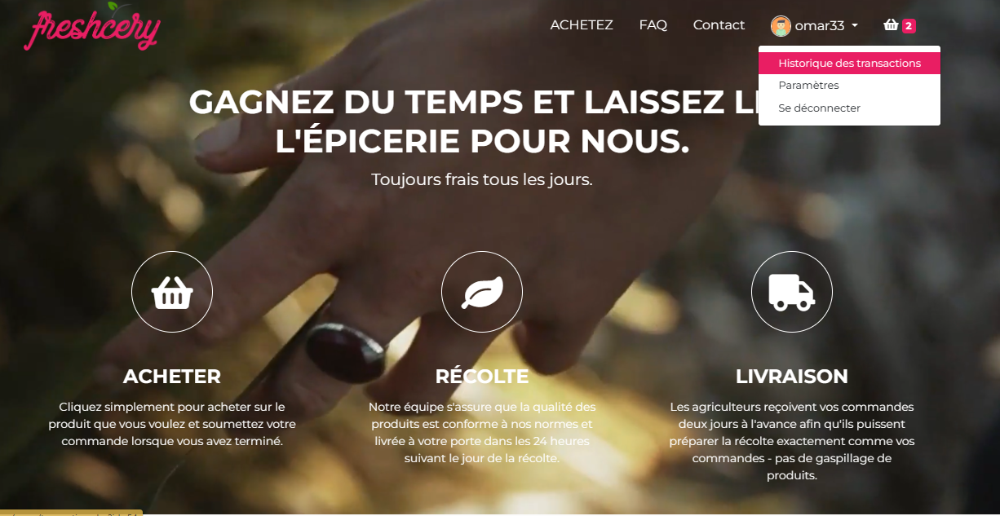 freshcery
ACHETEZ FAQ Contact omar33 2
Historique des transactions
Paramètres
Se déconnecter
GAGNEZ DU TEMPS ET LAISSEZ
L'ÉPICERIE POUR NOUS.
Toujours frais tous les jours.
ACHETER
Cliquez simplement pour acheter sur le
produit que vous voulez et soumettez votre
commande lorsque vous avez terminé.
RÉCOLTE
Notre équipe s'assure que la qualité des
produits est conforme à nos normes et
livrée à votre porte dans les 24 heures
suivant le jour de la récolte.
LIVRAISON
Les agriculteurs reçoivent vos commandes
deux jours à l'avance afin qu'ils puissent
préparer la récolte exactement comme vos
commandes - pas de gaspillage de
produits.